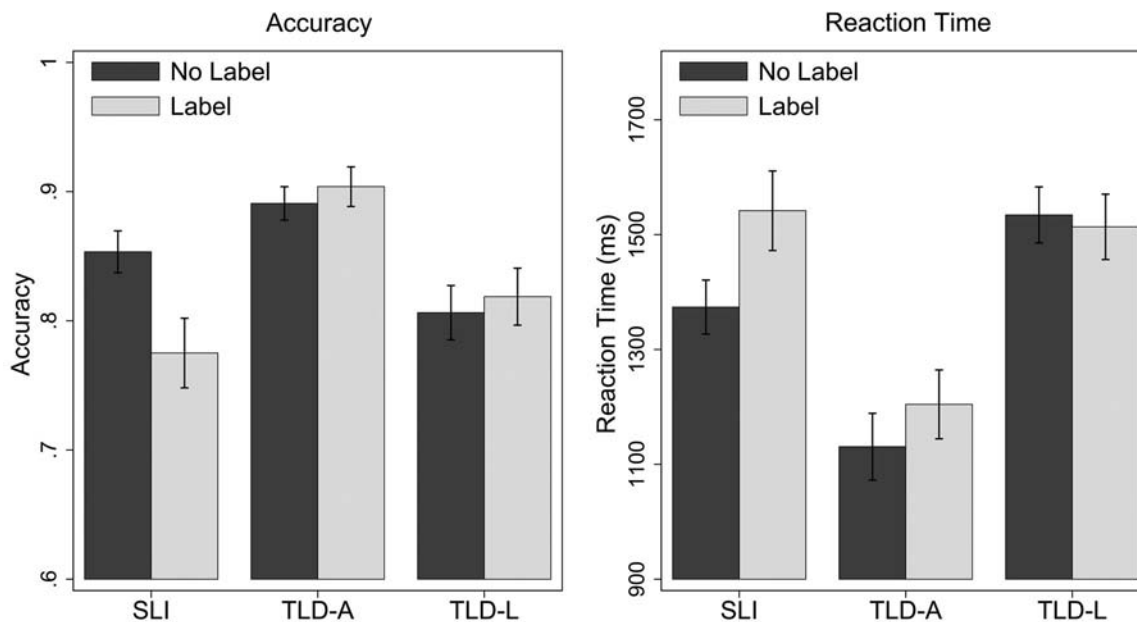 Accuracy
No Label
Label
1
.9
.8
.7
.6
Accuracy
SLI
TLD-A
TLD-L
Reaction Time
No Label
Label
1700
1500
1300
1100
900
Reaction Time (ms)
SLI
TLD-A
TLD-L